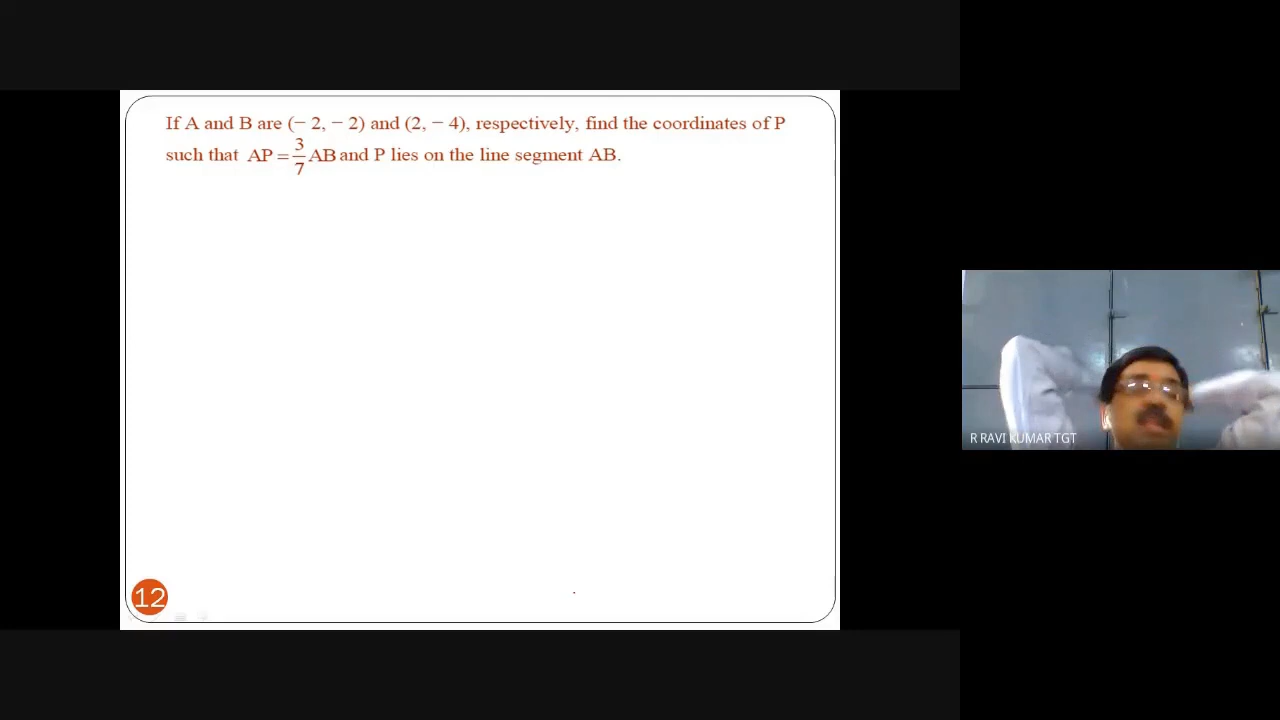 If A and B are (− 2, − 2) and (2, − 4), respectively, find the coordinates of P
such that AP = 3/7 AB and P lies on the line segment AB.
R RAVI KUMAR TGT
12